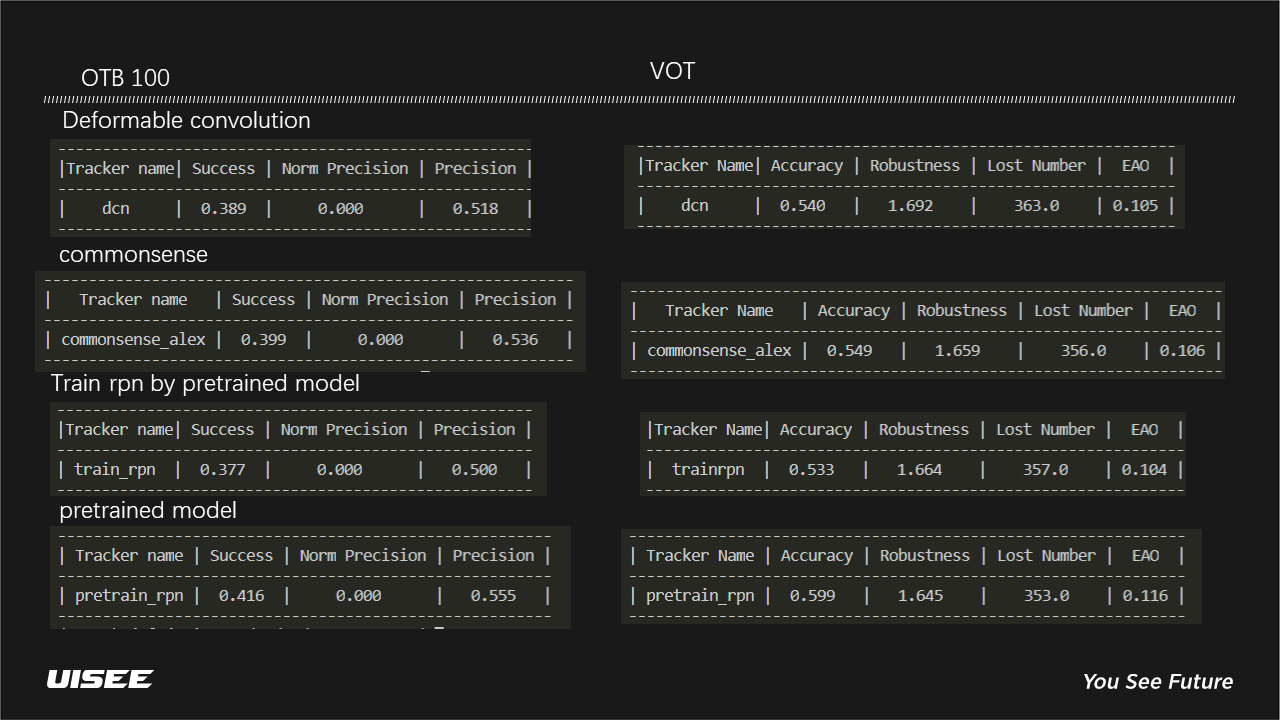 OTB 100
VOT
Deformable convolution
|Tracker name| Success | Norm Precision | Precision |
| dcn | 0.389 | 0.000 | 0.518 |
|Tracker Name| Accuracy | Robustness | Lost Number | EAO |
| dcn | 0.540 | 1.692 | 363.0 | 0.105 |
commonsense
| Tracker name | Success | Norm Precision | Precision |
| commonsense_alex | 0.399 | 0.000 | 0.536 |
| Tracker Name | Accuracy | Robustness | Lost Number | EAO |
| commonsense_alex | 0.549 | 1.659 | 356.0 | 0.106 |
Train rpn by pretrained model
|Tracker name| Success | Norm Precision | Precision |
| train_rpn | 0.377 | 0.000 | 0.500 |
|Tracker Name| Accuracy | Robustness | Lost Number | EAO |
| trainrpn | 0.533 | 1.664 | 357.0 | 0.104 |
pretrained model
| Tracker name | Success | Norm Precision | Precision |
| pretrain_rpn | 0.416 | 0.000 | 0.555 |
| Tracker Name | Accuracy | Robustness | Lost Number | EAO |
| pretrain_rpn | 0.599 | 1.645 | 353.0 | 0.116 |
UISEE
You See Future